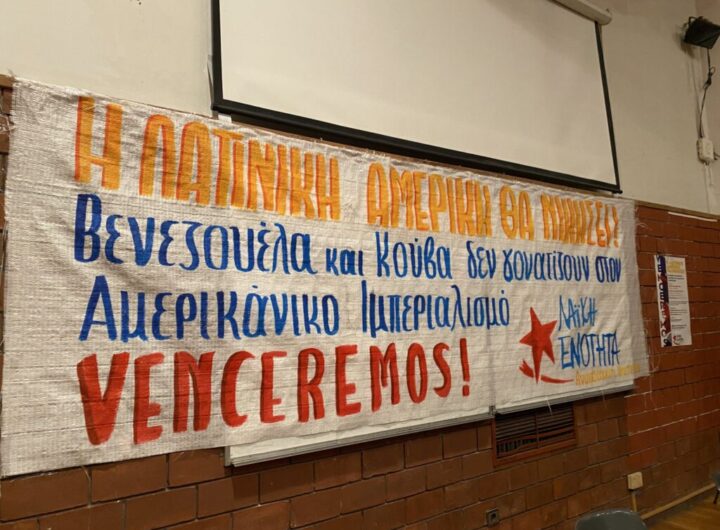 Η ΛΑΤΙΝΙΚΗ ΑΜΕΡΙΚΗ ΘΑ ΝΙΚΗΣΕΙ!
Βενεζουέλα και Κούβα δεν γονατίζουν στον
Αμερικάνικο Ιμπεριαλισμό
VENCEREMOS!
ΛΑΪΚΗ
ΕΝΟΤΗΤΑ